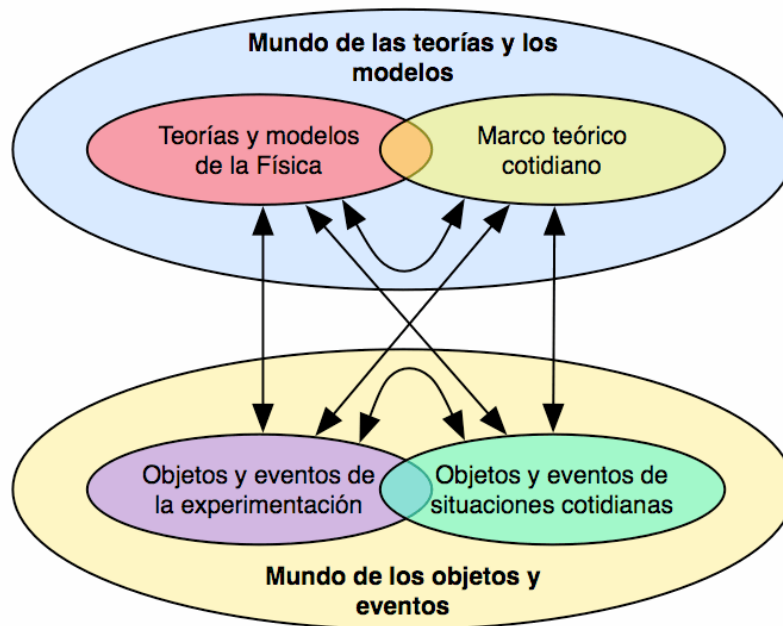 Mundo de las teorías y los
modelos
Teorías y modelos
de la Física
Marco teórico
cotidiano
Objetos y eventos de
la experimentación
Objetos y eventos de
situaciones cotidianas
Mundo de los objetos y
eventos